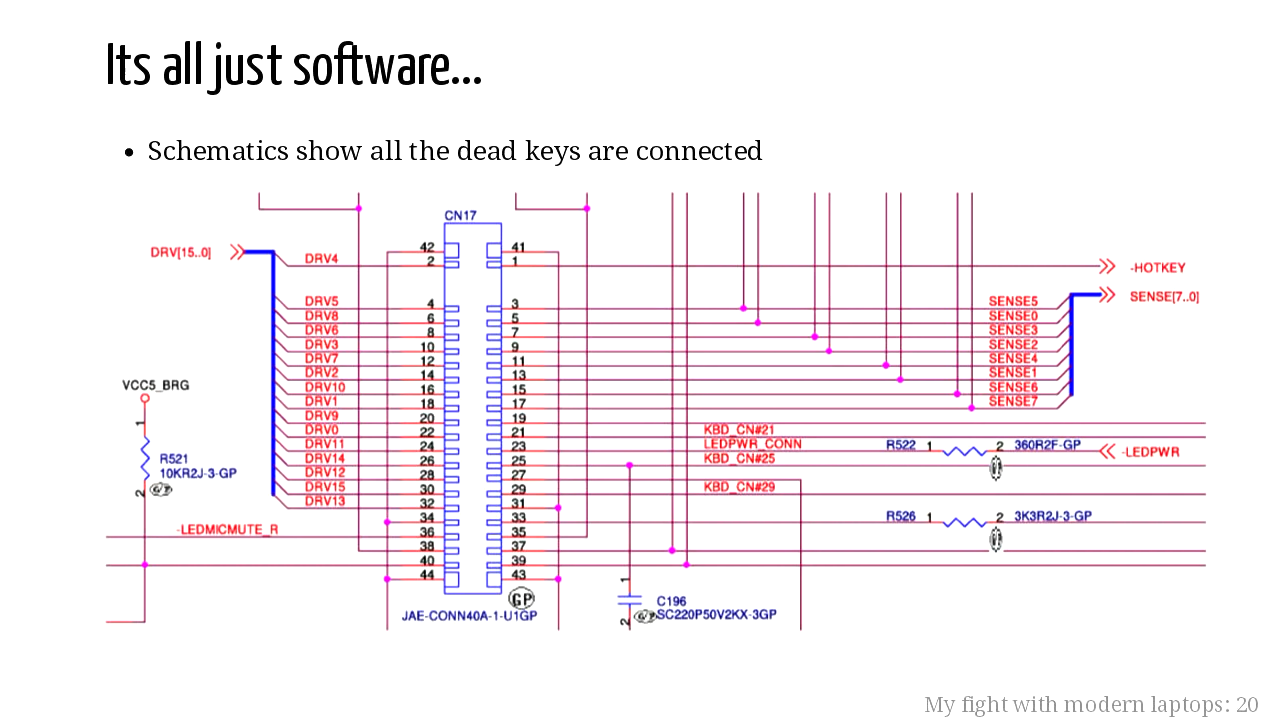 Its all just software...
• Schematics show all the dead keys are connected
CN17
DRV[15..0]
DRV4
42
2
41
1
-HOTKEY
SENSE[7..0]
DRV5 4 3 SENSE5
DRV8 6 5 SENSE0
DRV6 8 7 SENSE3
DRV3 10 9 SENSE2
DRV7 12 11 SENSE4
DRV2 14 13 SENSE1
DRV10 16 15 SENSE6
DRV1 18 17 SENSE7
DRV9 20 19
DRV0 22 21 KBD_CN#21
DRV11 24 23 LEDPWR_CONN R522 1 2 360R2F-GP -LEDPWR
DRV14 26 25 KBD_CN#25
DRV12 28 27
DRV15 30 29 KBD_CN#29
DRV13 32 31
34 33 R526 1 2 3K3R2J-3-GP
-LEDMICMUTE_R 36 35
38 37
40 39
44 43
VCC5_BRG
1
R521
10KR2J-3-GP
2
GP
JAE-CONN40A-1-U1GP
1
C196
SC220P50V2KX-3GP
2
My fight with modern laptops: 20